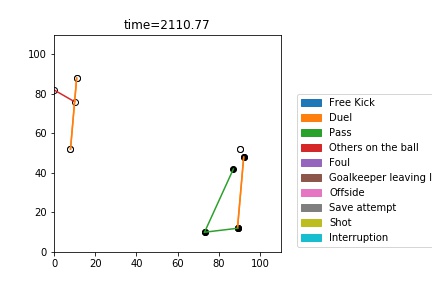 time=2110.77
100
80
60
40
20
0
0 20 40 60 80 100
Free Kick
Duel
Pass
Others on the ball
Foul
Goalkeeper leaving l
Offside
Save attempt
Shot
Interruption